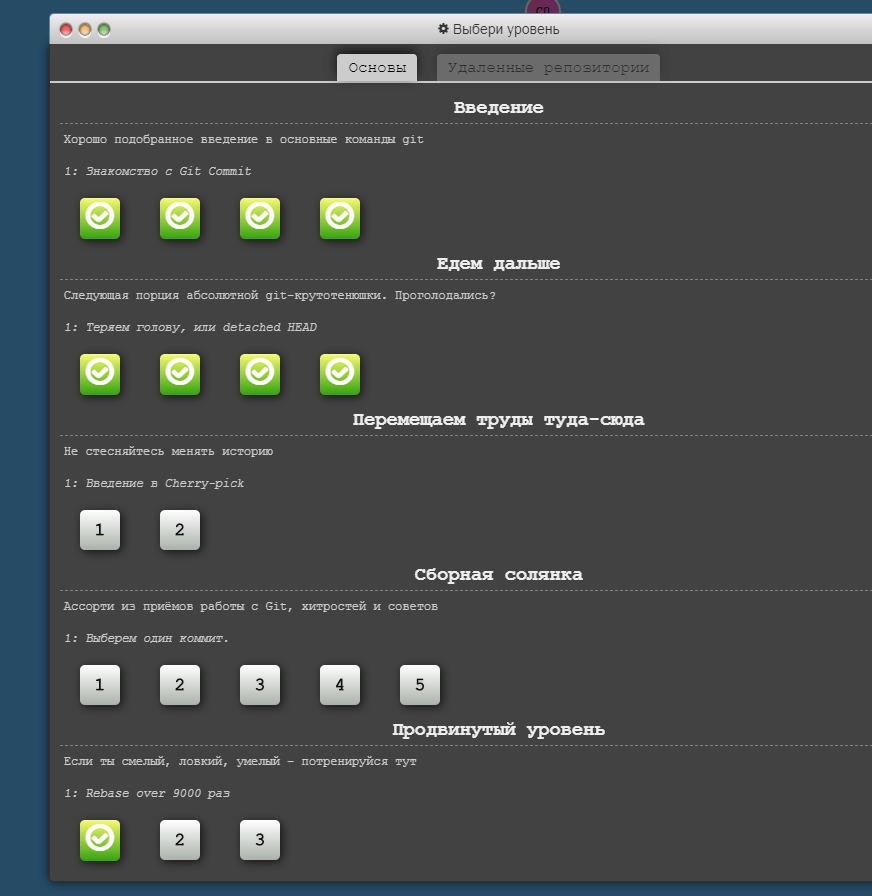 C0
Выбери уровень
Основы Удаленные репозитории
Введение
Хорошо подобранное введение в основные команды git
1: Знакомство с Git Commit
Едем дальше
Следующая порция абсолютной git-крутотенюшки. Проголодались?
1: Теряем голову, или detached HEAD
Перемещаем труды туда-сюда
Не стесняйтесь менять историю
1: Введение в Cherry-pick
1 2
Сборная солянка
Ассорти из приёмов работы с Git, хитростей и советов
1: Выберем один коммит.
1 2 3 4 5
Продвинутый уровень
Если ты смелый, ловкий, умелый – потренируйся тут
1: Rebase over 9000 раз
2 3